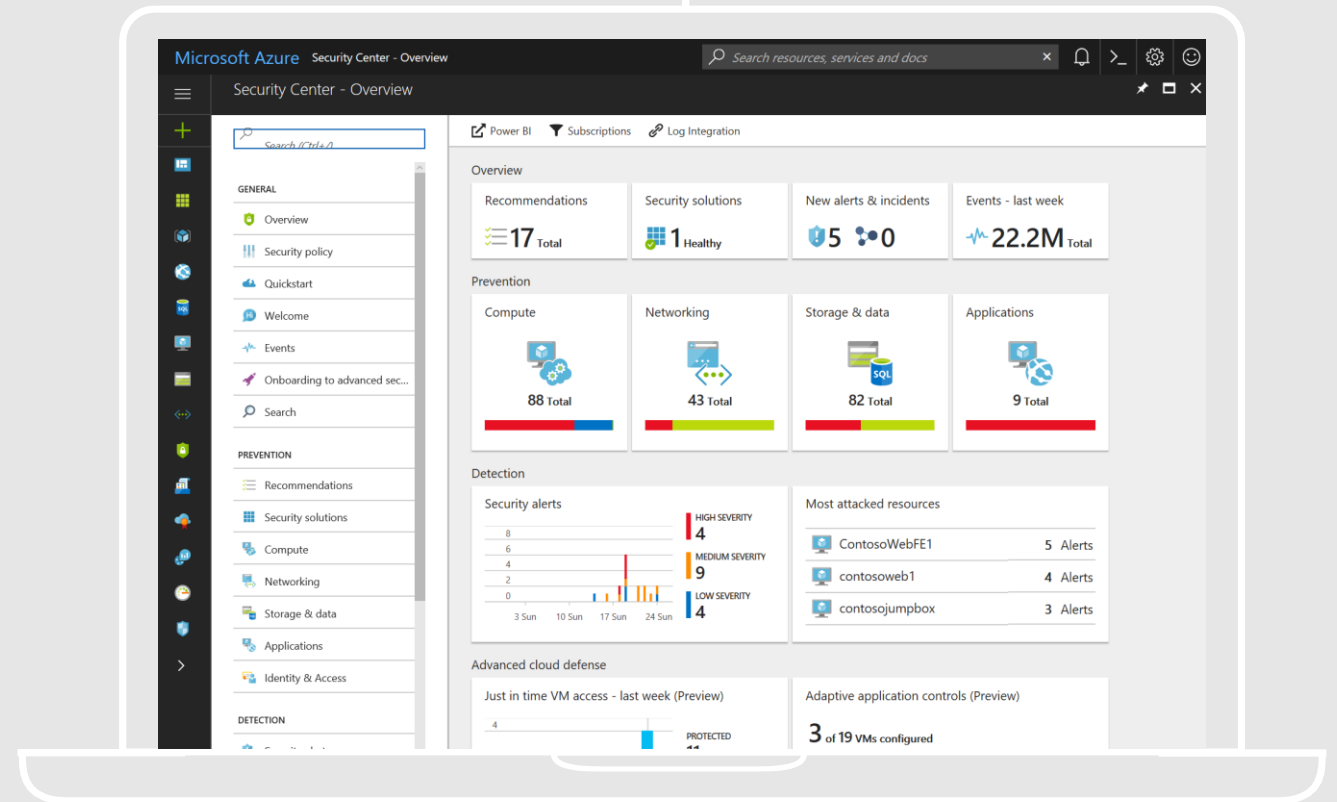 Microsoft Azure Security Center - Overview
Search resources, services and docs
Security Center - Overview
Search (Ctrl+/)
GENERAL
Overview
Security policy
Quickstart
Welcome
Events
Onboarding to advanced sec...
Search
PREVENTION
Recommendations
Security solutions
Compute
Networking
Storage & data
Applications
Identity & Access
DETECTION
Power BI Subscriptions Log Integration
Overview
Recommendations
17 Total
Security solutions
1 Healthy
New alerts & incidents
5 0
Events - last week
22.2M Total
Prevention
Compute
88 Total
Networking
43 Total
Storage & data
SQL
82 Total
Applications
9 Total
Detection
Security alerts
8
6
4
2
0
3 Sun 10 Sun 17 Sun 24 Sun
HIGH SEVERITY
4
MEDIUM SEVERITY
9
LOW SEVERITY
4
Most attacked resources
ContosoWebFE1 5 Alerts
contosoweb1 4 Alerts
contosojumpbox 3 Alerts
Advanced cloud defense
Just in time VM access - last week (Preview)
4
PROTECTED
Adaptive application controls (Preview)
3 of 19 VMs configured